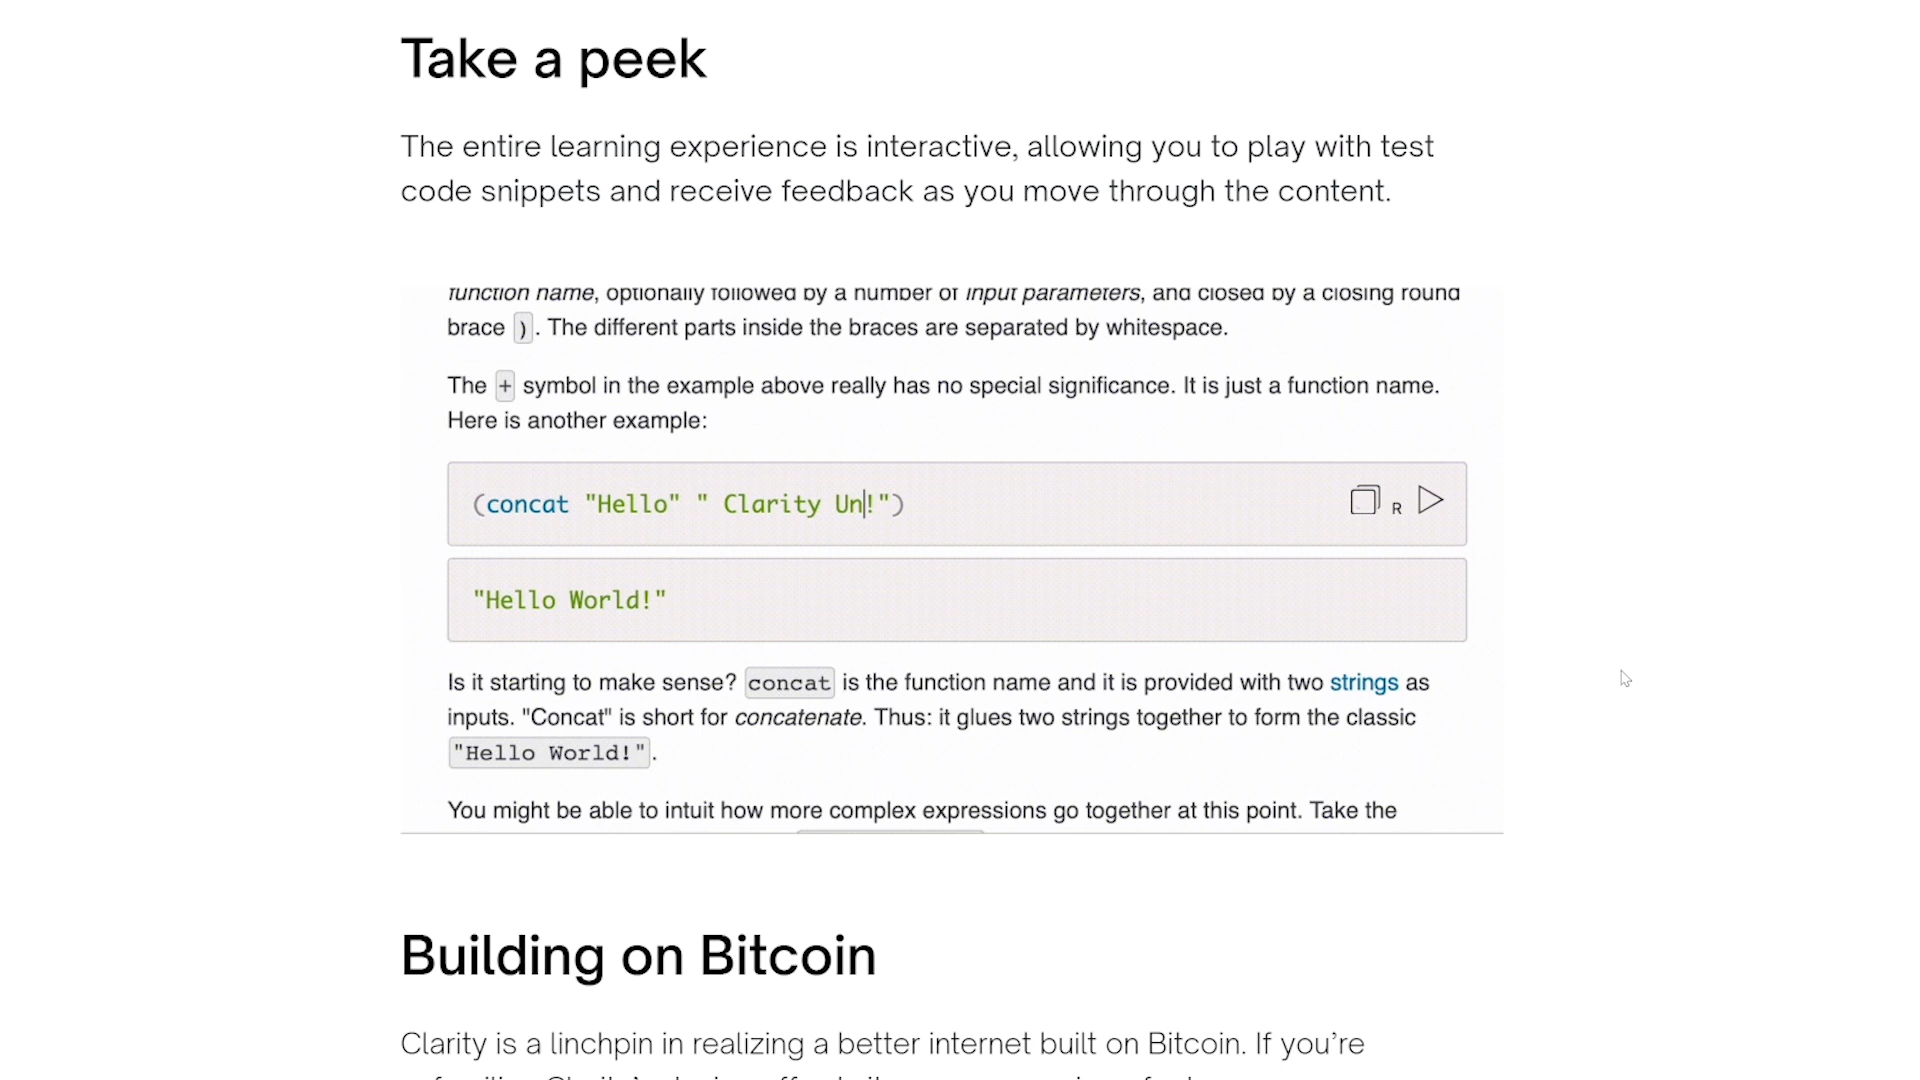 Take a peek
The entire learning experience is interactive, allowing you to play with test
code snippets and receive feedback as you move through the content.
function name, optionally followed by a number of input parameters, and closed by a closing round
brace ). The different parts inside the braces are separated by whitespace.
The + symbol in the example above really has no special significance. It is just a function name.
Here is another example:
(concat "Hello" " Clarity Un!")
R
"Hello World!"
Is it starting to make sense? concat is the function name and it is provided with two strings as
inputs. "Concat" is short for concatenate. Thus: it glues two strings together to form the classic
"Hello World!".
You might be able to intuit how more complex expressions go together at this point. Take the
Building on Bitcoin
Clarity is a linchpin in realizing a better internet built on Bitcoin. If you’re